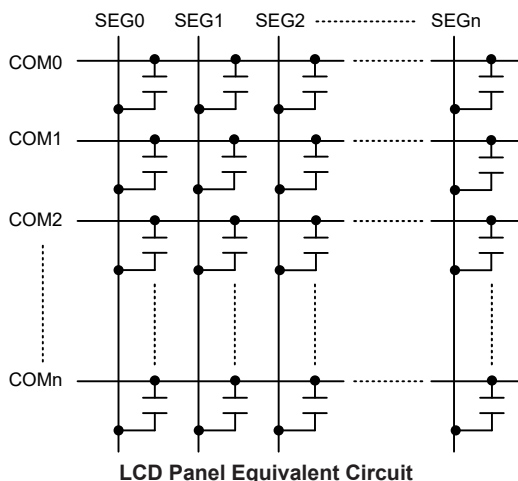 SEG0 SEG1 SEG2 SEGn
COM0
COM1
COM2
COMn
LCD Panel Equivalent Circuit